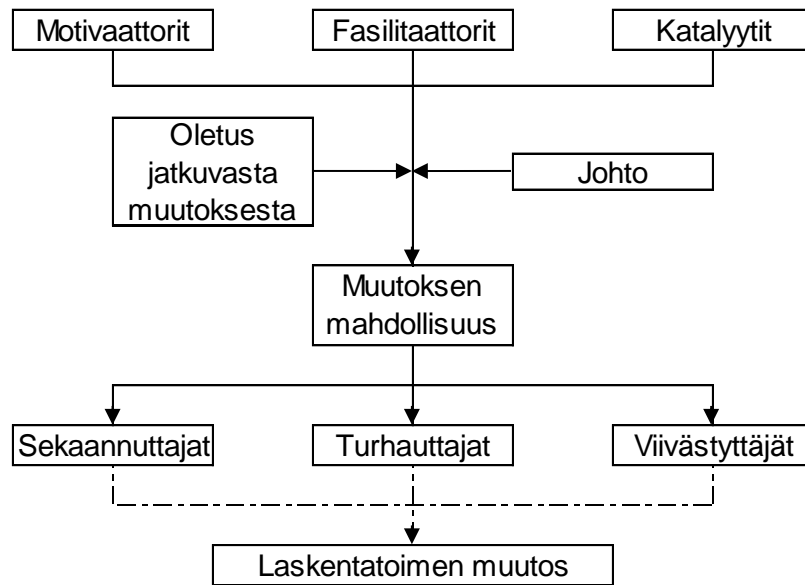 Motivaattorit
Fasilitaattorit
Katalyytit
Oletus
jatkuvasta
muutoksesta
Johto
Muutoksen
mahdollisuus
Sekaannuttajat
Turhauttajat
Viivästyttäjät
Laskentatoimen muutos